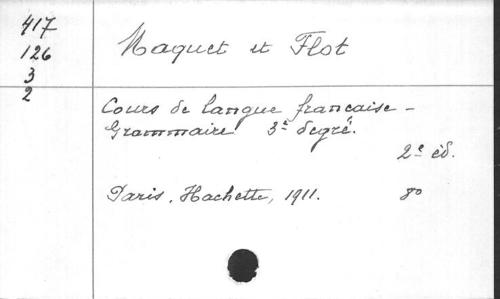 417
126
3
2
Maquet et Flot
Cours de langue francaise -
Grammaire 3e degré.
2e éd.
Paris, Hachette, 1911. 8o